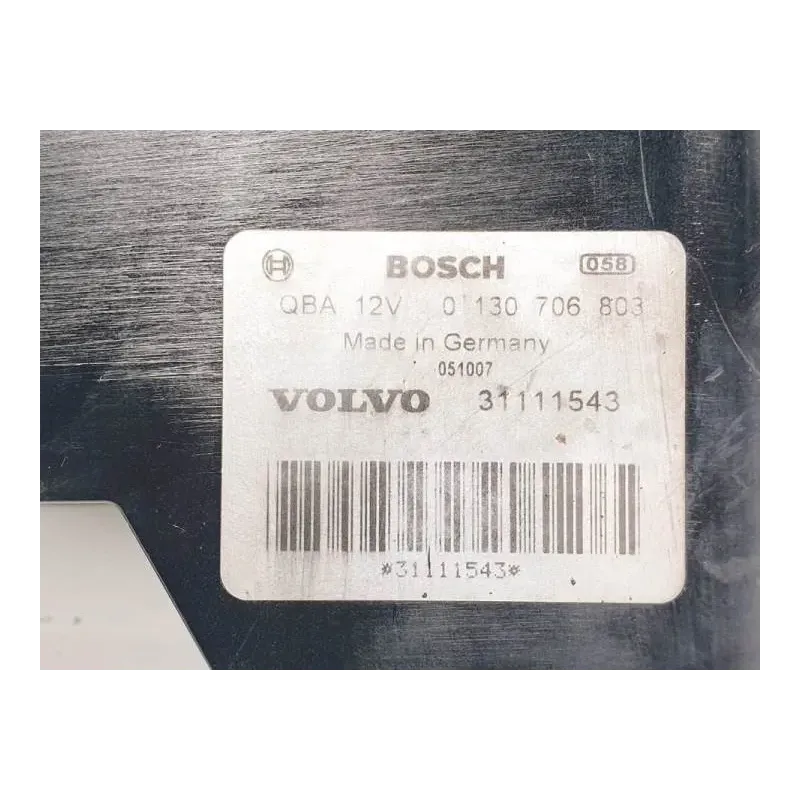 BOSCH 058
QBA 12V 0 130 706 803
Made in Germany
051007
VOLVO 31111543
*31111543*